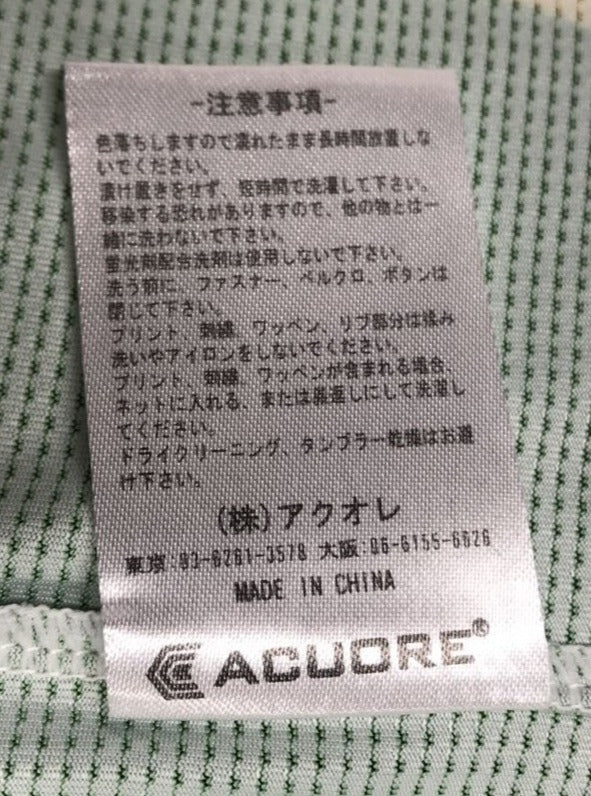 -注意事項-
色落ちしますので濡れたまま長時間放置しな
いでください。
漬け置きをせず、短時間で洗濯して下さい。
移染する恐れがありますので、他の物とは一
緒に洗わないで下さい。
蛍光剤配合洗剤は使用しないで下さい。
洗う前に、ファスナー、ベルクロ、ボタンは
閉じて下さい。
プリント、刺繍、ワッペン、リブ部分は揉み
洗いやアイロンをしないでください。
プリント、刺繍、ワッペンが含まれる場合、
ネットに入れる、または裏返しにして洗濯し
てください。
ドライクリーニング、タンブラー乾燥はお避
け下さい。
(株)アクオレ
東京:03-6261-3578 大阪:06-6155-6626
MADE IN CHINA
ACUORE®